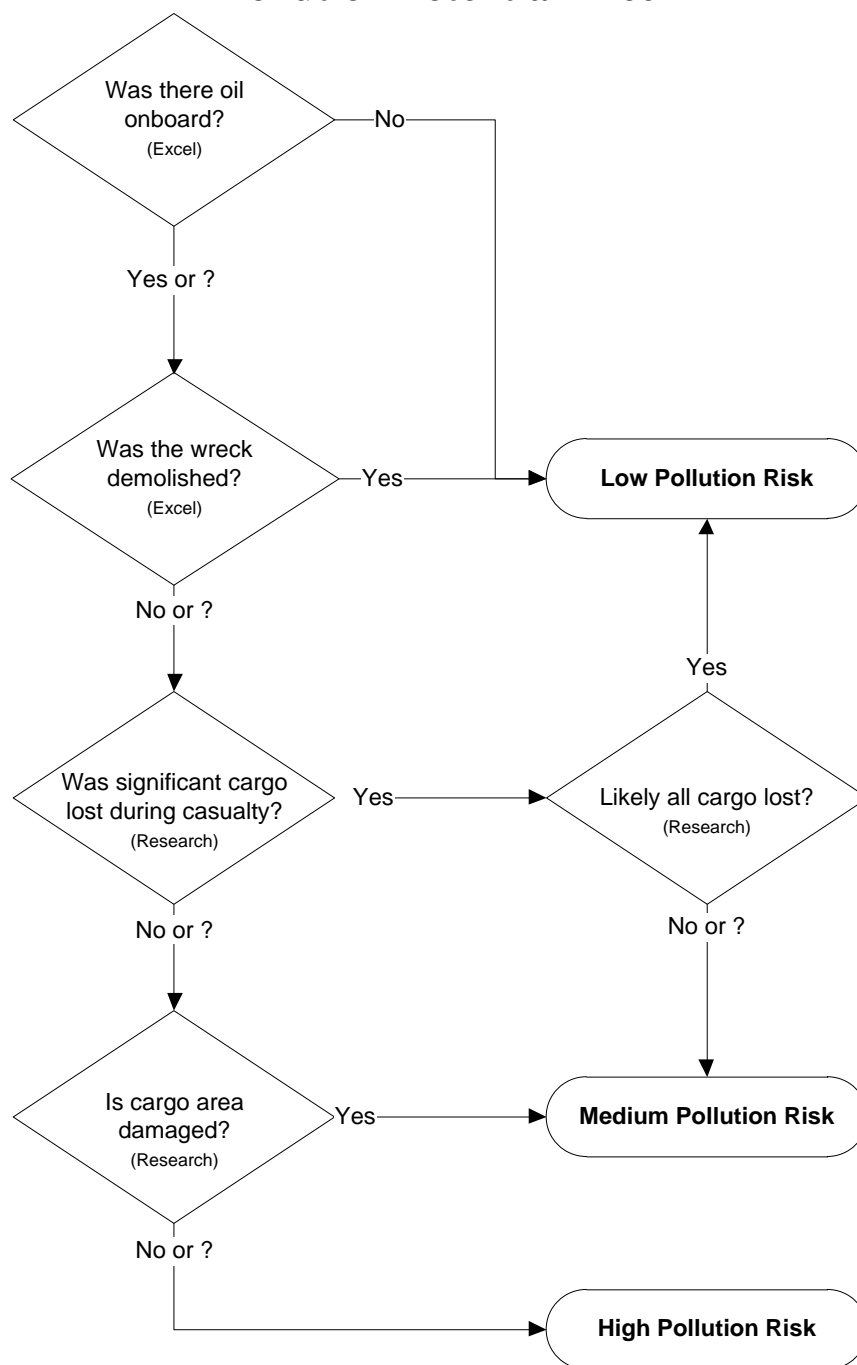 Was there oil
onboard?
(Excel)
No
Yes or ?
Was the wreck
demolished?
(Excel)
Yes
Low Pollution Risk
No or ?
Yes
Was significant cargo
lost during casualty?
(Research)
Yes
Likely all cargo lost?
(Research)
No or ?
No or ?
Is cargo area
damaged?
(Research)
Yes
Medium Pollution Risk
No or ?
High Pollution Risk